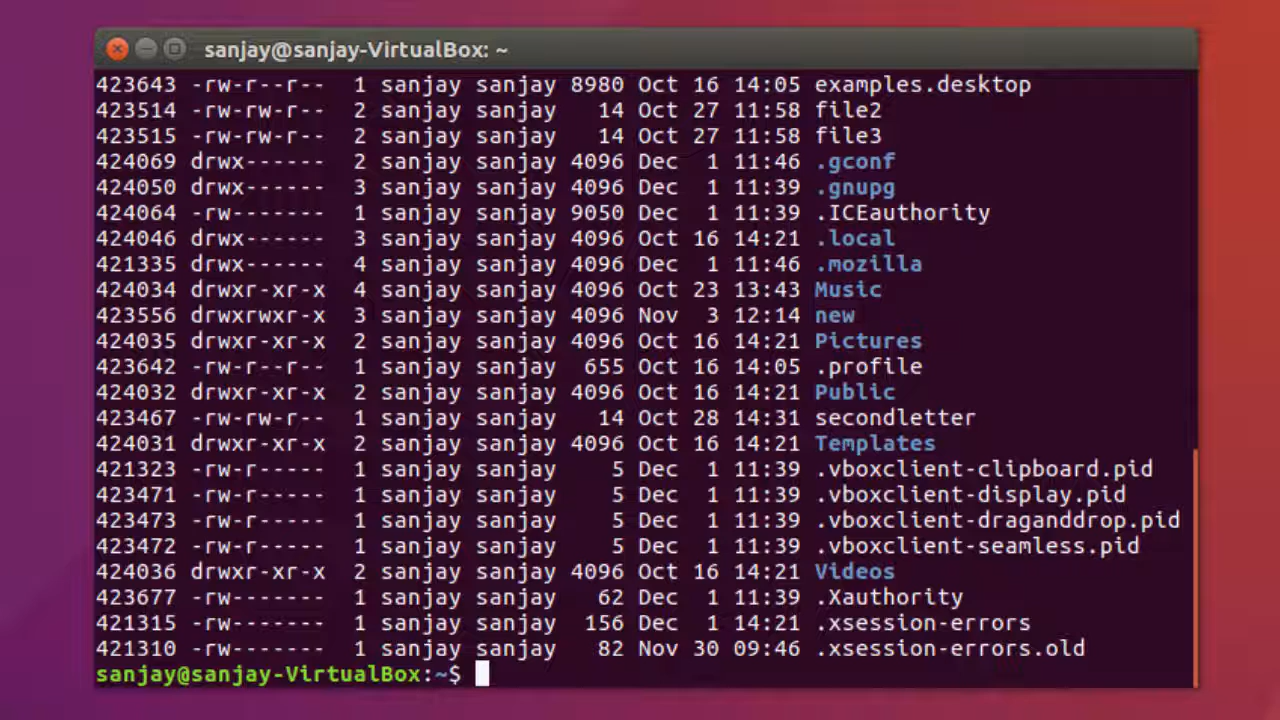 sanjay@sanjay-VirtualBox: ~
423643 -rw-r--r-- 1 sanjay sanjay 8980 Oct 16 14:05 examples.desktop
423514 -rw-rw-r-- 2 sanjay sanjay 14 Oct 27 11:58 file2
423515 -rw-rw-r-- 2 sanjay sanjay 14 Oct 27 11:58 file3
424069 drwx------ 2 sanjay sanjay 4096 Dec 1 11:46 .gconf
424050 drwx------ 3 sanjay sanjay 4096 Dec 1 11:39 .gnupg
424064 -rw------- 1 sanjay sanjay 9050 Dec 1 11:39 .ICEauthority
424046 drwx------ 3 sanjay sanjay 4096 Oct 16 14:21 .local
421335 drwx------ 4 sanjay sanjay 4096 Dec 1 11:46 .mozilla
424034 drwxr-xr-x 4 sanjay sanjay 4096 Oct 23 13:43 Music
423556 drwxrwxr-x 3 sanjay sanjay 4096 Nov 3 12:14 new
424035 drwxr-xr-x 2 sanjay sanjay 4096 Oct 16 14:21 Pictures
423642 -rw-r--r-- 1 sanjay sanjay 655 Oct 16 14:05 .profile
424032 drwxr-xr-x 2 sanjay sanjay 4096 Oct 16 14:21 Public
423467 -rw-rw-r-- 1 sanjay sanjay 14 Oct 28 14:31 secondletter
424031 drwxr-xr-x 2 sanjay sanjay 4096 Oct 16 14:21 Templates
421323 -rw-r----- 1 sanjay sanjay 5 Dec 1 11:39 .vboxclient-clipboard.pid
423471 -rw-r----- 1 sanjay sanjay 5 Dec 1 11:39 .vboxclient-display.pid
423473 -rw-r----- 1 sanjay sanjay 5 Dec 1 11:39 .vboxclient-draganddrop.pid
423472 -rw-r----- 1 sanjay sanjay 5 Dec 1 11:39 .vboxclient-seamless.pid
424036 drwxr-xr-x 2 sanjay sanjay 4096 Oct 16 14:21 Videos
423677 -rw------- 1 sanjay sanjay 62 Dec 1 11:39 .Xauthority
421315 -rw------- 1 sanjay sanjay 156 Dec 1 14:21 .xsession-errors
421310 -rw------- 1 sanjay sanjay 82 Nov 30 09:46 .xsession-errors.old
sanjay@sanjay-VirtualBox:~$